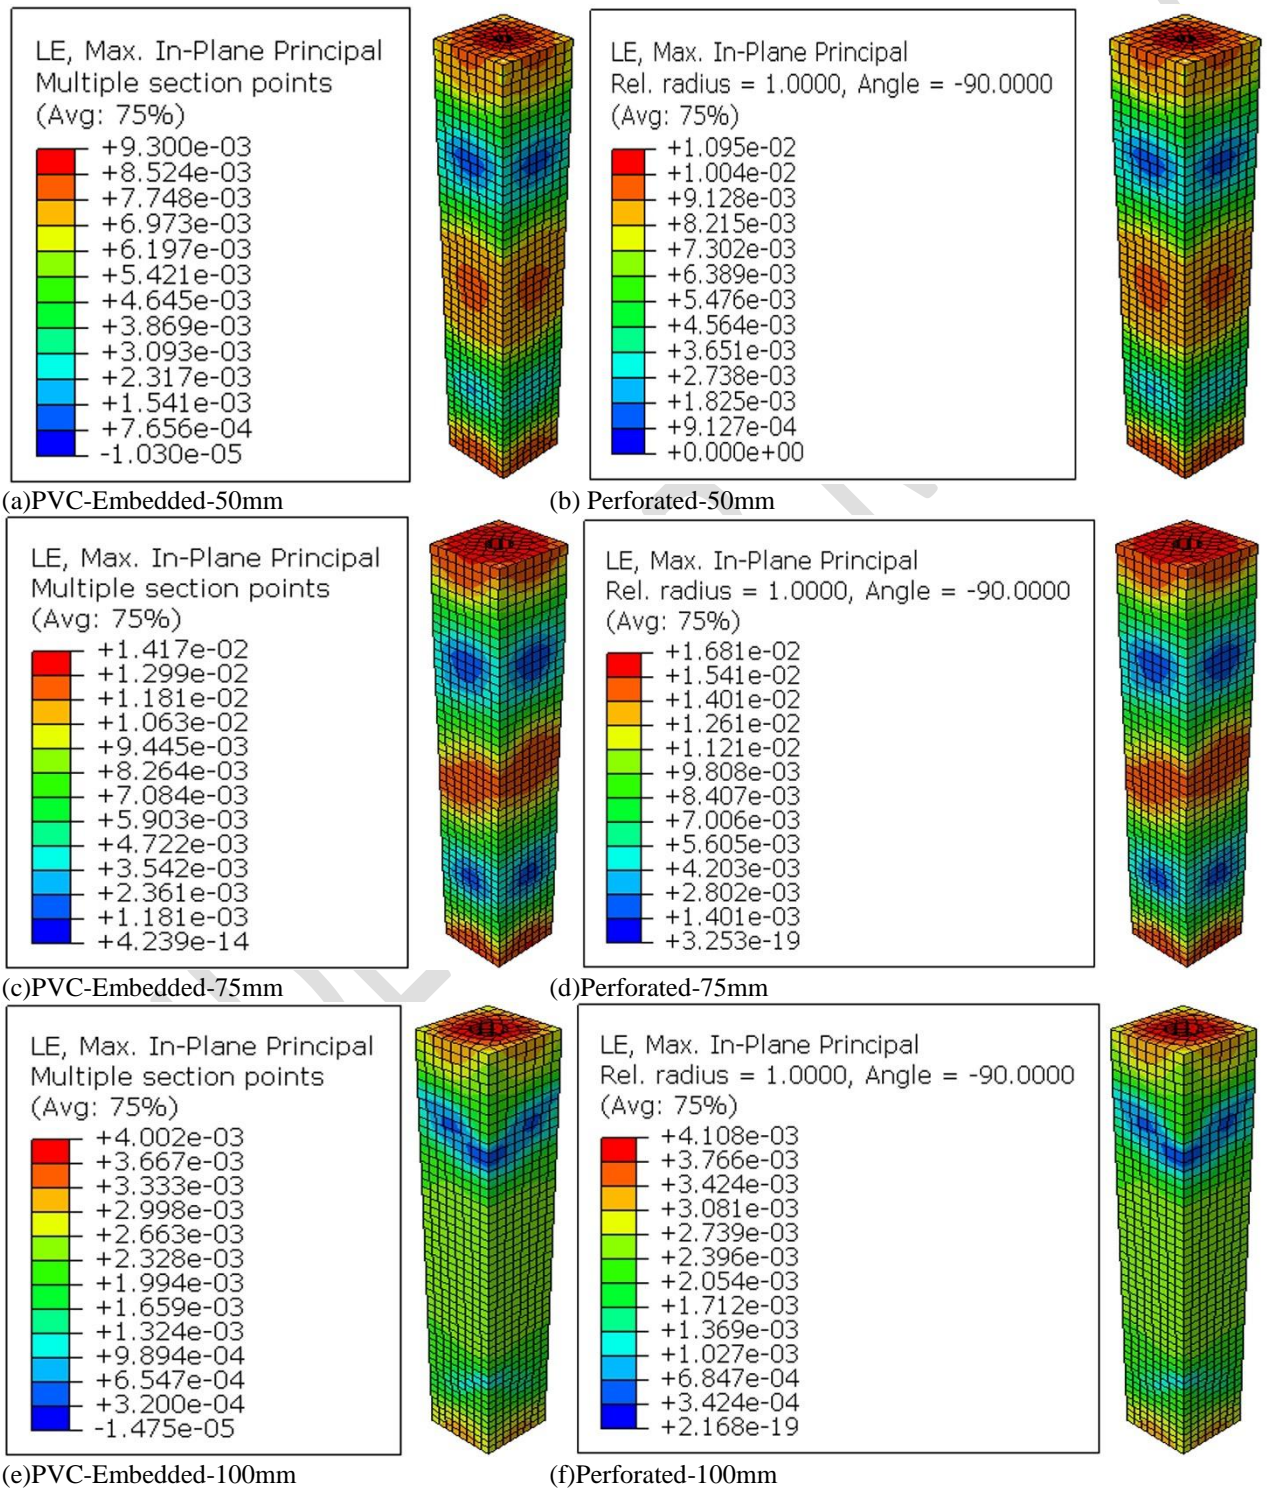 LE, Max. In-Plane Principal
Multiple section points
(Avg: 75%)
+9.300e-03
+8.524e-03
+7.748e-03
+6.973e-03
+6.197e-03
+5.421e-03
+4.645e-03
+3.869e-03
+3.093e-03
+2.317e-03
+1.541e-03
+7.656e-04
-1.030e-05
LE, Max. In-Plane Principal
Rel. radius = 1.0000, Angle = -90.0000
(Avg: 75%)
+1.095e-02
+1.004e-02
+9.128e-03
+8.215e-03
+7.302e-03
+6.389e-03
+5.476e-03
+4.564e-03
+3.651e-03
+2.738e-03
+1.825e-03
+9.127e-04
+0.000e+00
(a)PVC-Embedded-50mm
(b) Perforated-50mm
LE, Max. In-Plane Principal
Multiple section points
(Avg: 75%)
+1.417e-02
+1.299e-02
+1.181e-02
+1.063e-02
+9.445e-03
+8.264e-03
+7.084e-03
+5.903e-03
+4.722e-03
+3.542e-03
+2.361e-03
+1.181e-03
+4.239e-14
LE, Max. In-Plane Principal
Rel. radius = 1.0000, Angle = -90.0000
(Avg: 75%)
+1.681e-02
+1.541e-02
+1.401e-02
+1.261e-02
+1.121e-02
+9.808e-03
+8.407e-03
+7.006e-03
+5.605e-03
+4.203e-03
+2.802e-03
+1.401e-03
+3.253e-19
(c)PVC-Embedded-75mm
(d)Perforated-75mm
LE, Max. In-Plane Principal
Multiple section points
(Avg: 75%)
+4.002e-03
+3.667e-03
+3.333e-03
+2.998e-03
+2.663e-03
+2.328e-03
+1.994e-03
+1.659e-03
+1.324e-03
+9.894e-04
+6.547e-04
+3.200e-04
-1.475e-05
LE, Max. In-Plane Principal
Rel. radius = 1.0000, Angle = -90.0000
(Avg: 75%)
+4.108e-03
+3.766e-03
+3.424e-03
+3.081e-03
+2.739e-03
+2.396e-03
+2.054e-03
+1.712e-03
+1.369e-03
+1.027e-03
+6.847e-04
+3.424e-04
+2.168e-19
(e)PVC-Embedded-100mm
(f)Perforated-100mm